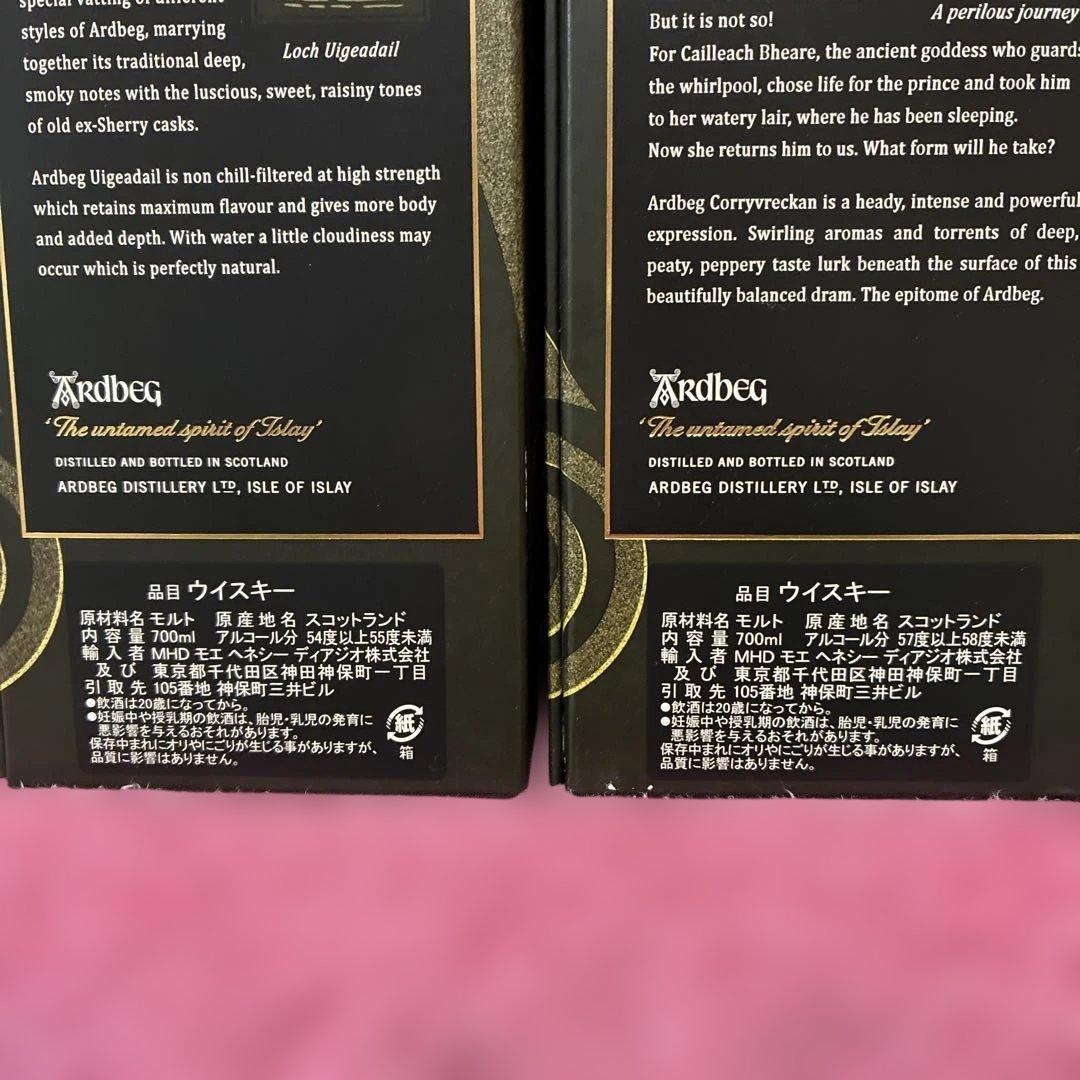 special vatting of different
styles of Ardbeg, marrying
together its traditional deep,
smoky notes with the luscious, sweet, raisiny tones
of old ex-Sherry casks.
Loch Uigeadail
Ardbeg Uigeadail is non chill-filtered at high strength
which retains maximum flavour and gives more body
and added depth. With water a little cloudiness may
occur which is perfectly natural.
ARDBEG
‘The untamed spirit of Islay’
DISTILLED AND BOTTLED IN SCOTLAND
ARDBEG DISTILLERY LTD, ISLE OF ISLAY
品目 ウイスキー
原材料名 モルト 原産地名 スコットランド
内容量 700ml アルコール分 54度以上55度未満
輸入者 MHD モエ ヘネシー ディアジオ株式会社
及び 東京都千代田区神田神保町一丁目
引取先 105番地 神保町三井ビル
●飲酒は20歳になってから。
●妊娠中や授乳期の飲酒は、胎児・乳児の発育に
悪影響を与えるおそれがあります。
保存中まれにオリやにごりが生じる事がありますが、
品質に影響はありません。
紙
箱
A perilous journey
But it is not so!
For Cailleach Bheare, the ancient goddess who guards
the whirlpool, chose life for the prince and took him
to her watery lair, where he has been sleeping.
Now she returns him to us. What form will he take?
Ardbeg Corryvreckan is a heady, intense and powerful
expression. Swirling aromas and torrents of deep,
peaty, peppery taste lurk beneath the surface of this
beautifully balanced dram. The epitome of Ardbeg.
ARDBEG
‘The untamed spirit of Islay’
DISTILLED AND BOTTLED IN SCOTLAND
ARDBEG DISTILLERY LTD, ISLE OF ISLAY
品目 ウイスキー
原材料名 モルト 原産地名 スコットランド
内容量 700ml アルコール分 57度以上58度未満
輸入者 MHD モエ ヘネシー ディアジオ株式会社
及び 東京都千代田区神田神保町一丁目
引取先 105番地 神保町三井ビル
●飲酒は20歳になってから。
●妊娠中や授乳期の飲酒は、胎児・乳児の発育に
悪影響を与えるおそれがあります。
保存中まれにオリやにごりが生じる事がありますが、
品質に影響はありません。
紙
箱